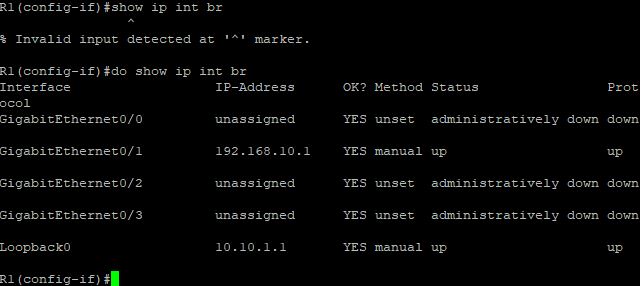 R1(config-if)#show ip int br
^
% Invalid input detected at '^' marker.
R1(config-if)#do show ip int br
Interface IP-Address OK? Method Status Prot
ocol
GigabitEthernet0/0 unassigned YES unset administratively down down
GigabitEthernet0/1 192.168.10.1 YES manual up up
GigabitEthernet0/2 unassigned YES unset administratively down down
GigabitEthernet0/3 unassigned YES unset administratively down down
Loopback0 10.10.1.1 YES manual up up
R1(config-if)#